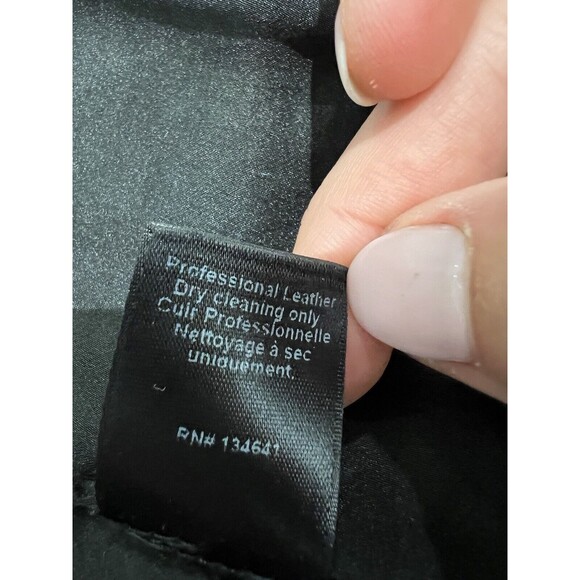 Professional Leather
Dry cleaning only
Cuir Professionnelle
Nettoyage à sec
uniquement.
RN# 134641